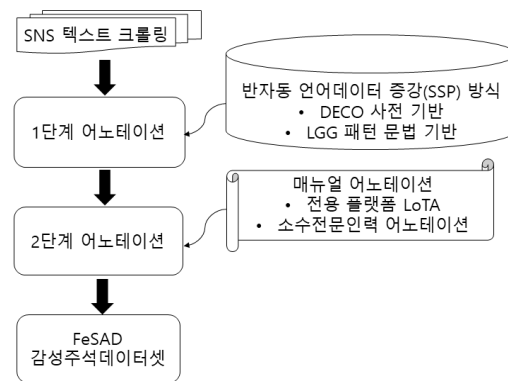 SNS 텍스트 크롤링
반자동 언어데이터 증강(SSP) 방식
• DECO 사전 기반
• LGG 패턴 문법 기반
1단계 어노테이션
매뉴얼 어노테이션
• 전용 플랫폼 LoTA
• 소수전문인력 어노테이션
2단계 어노테이션
FeSAD
감성주석데이터셋